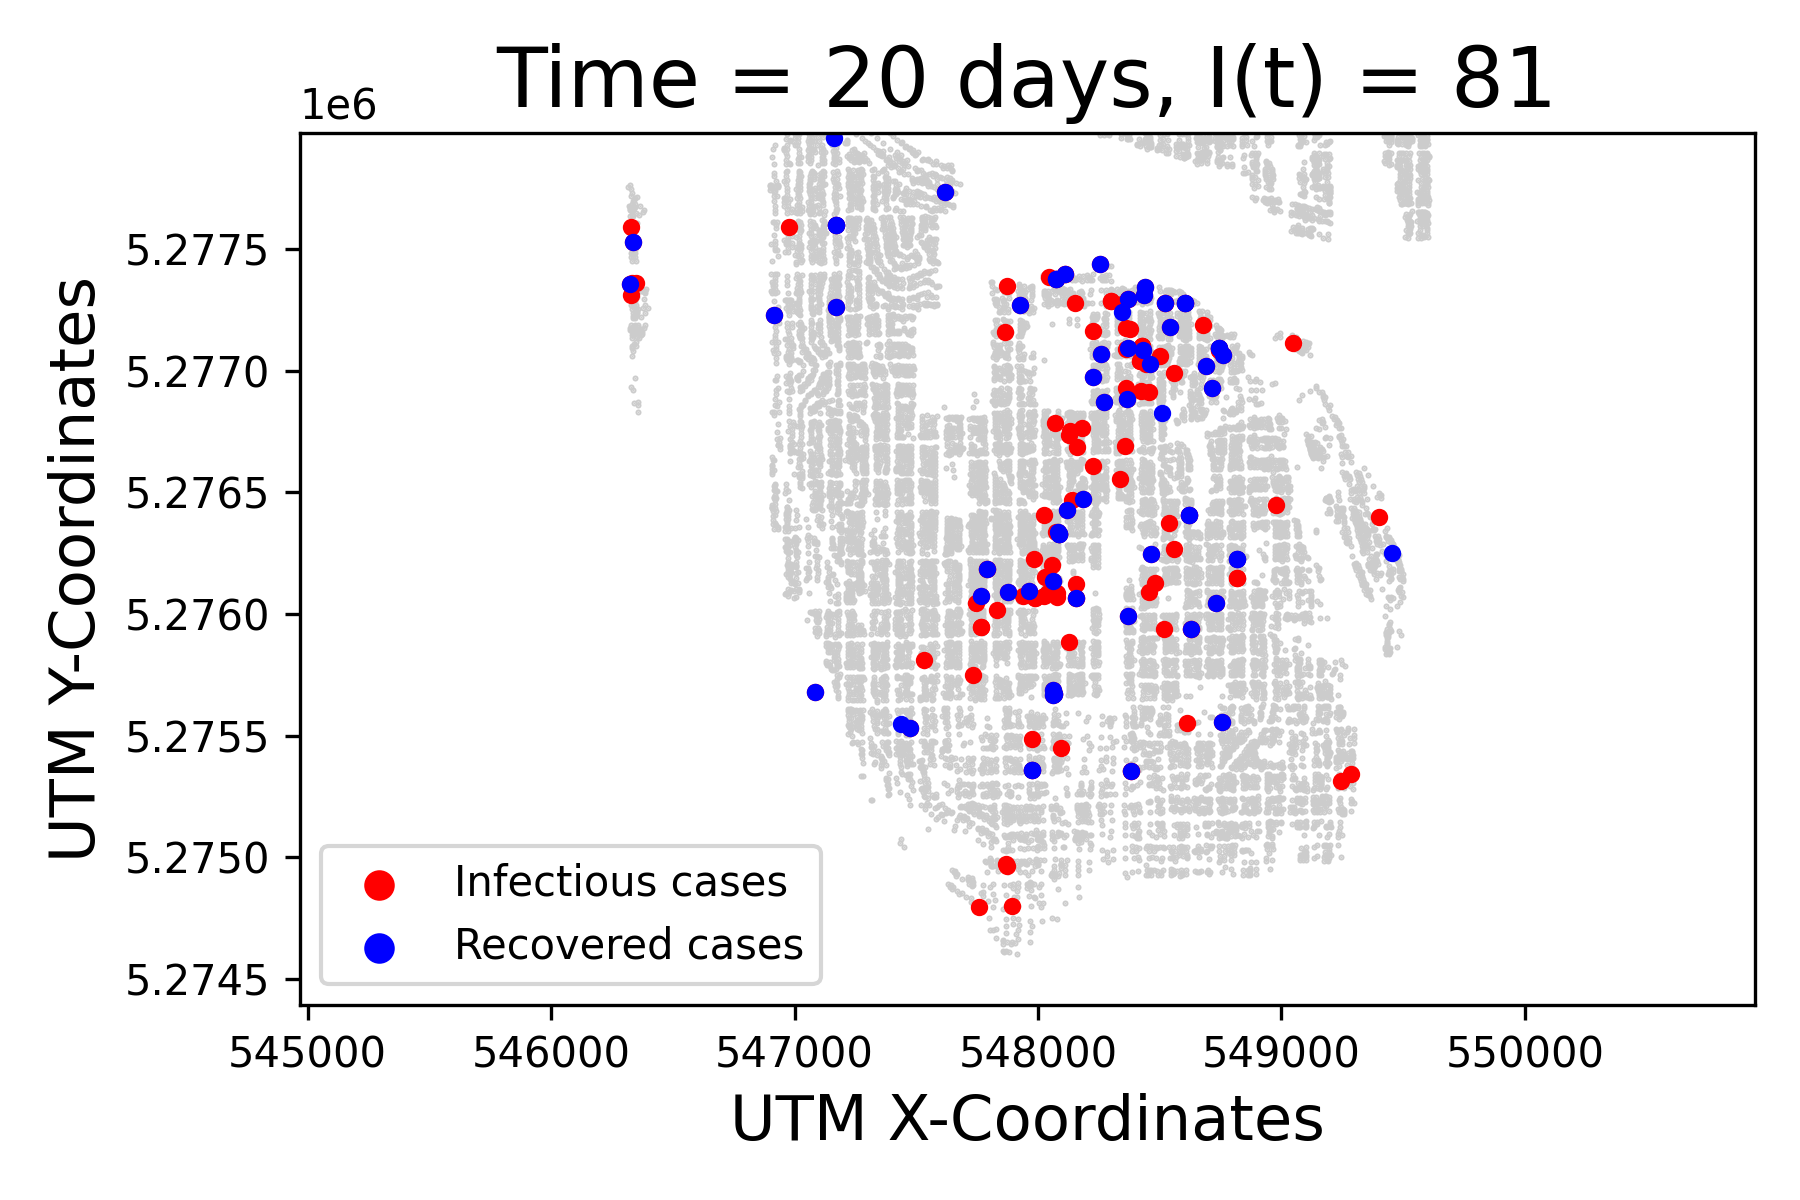 Time = 20 days, I(t) = 81
1e6
5.2775
5.2770
5.2765
5.2760
5.2755
5.2750
5.2745
UTM Y-Coordinates
Infectious cases
Recovered cases
545000 546000 547000 548000 549000 550000
UTM X-Coordinates